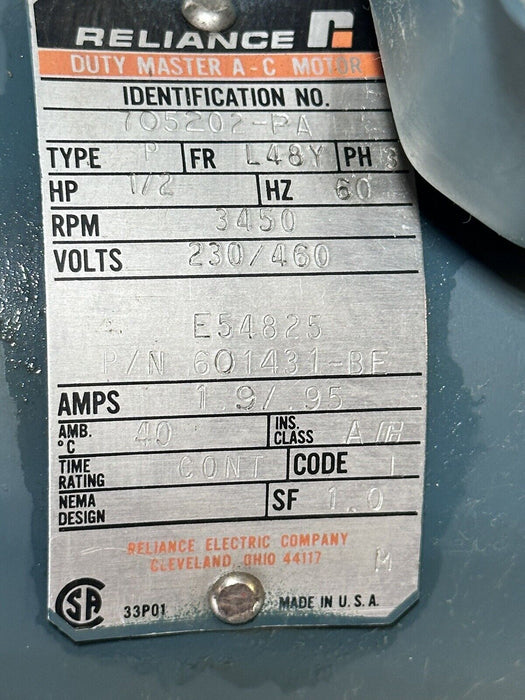 RELIANCE
DUTY MASTER A-C MOTOR
IDENTIFICATION NO.
705202-PA
TYPE P FR L48Y PH 3
HP 1/2 HZ 60
RPM 3450
VOLTS 230/460
E54825
P/N 601431-BE
AMPS 1.9/.95
AMB. °C 40 INS. CLASS A/H
TIME RATING CONT CODE
NEMA DESIGN SF 1.0
RELIANCE ELECTRIC COMPANY
CLEVELAND, OHIO 44117 M
SA 33P01 MADE IN U.S.A.